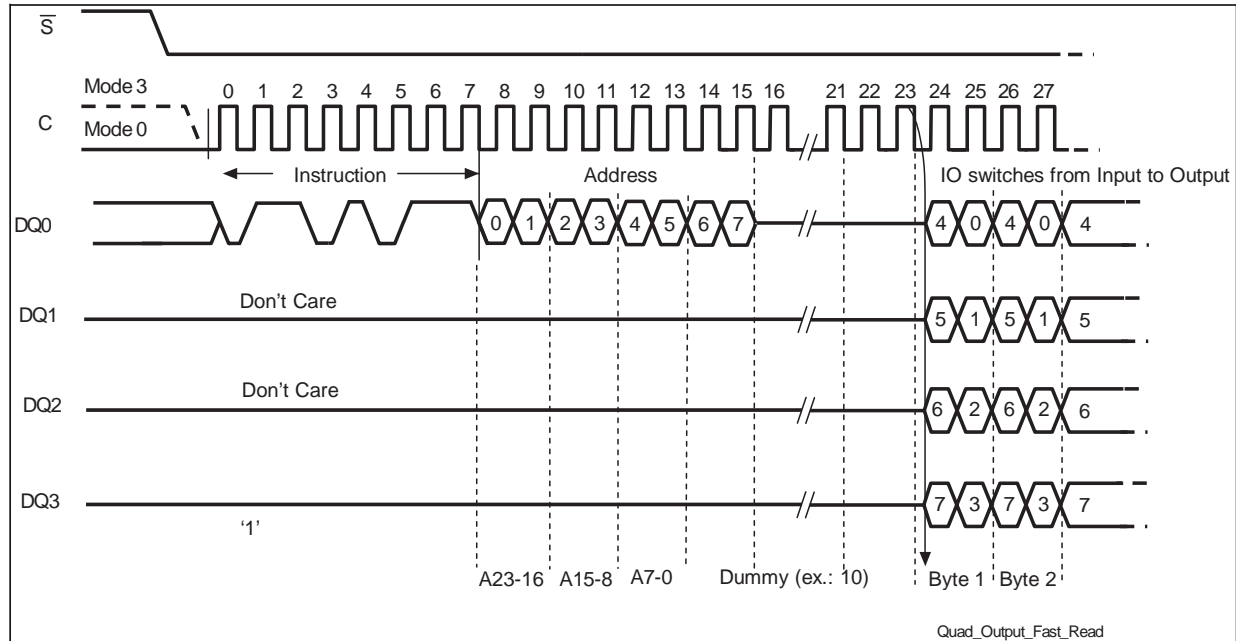 S
Mode 3
0 1 2 3 4 5 6 7 8 9 10 11 12 13 14 15 16 21 22 23 24 25 26 27
C
Mode 0
Instruction Address IO switches from Input to Output
DQ0 0 1 2 3 4 5 6 7 4 0 4 0 4
Don't Care
DQ1 5 1 5 1 5
Don't Care
DQ2 6 2 6 2 6
DQ3 7 3 7 3 7
‘1’
A23-16 A15-8 A7-0 Dummy (ex.: 10) Byte 1 Byte 2
Quad_Output_Fast_Read